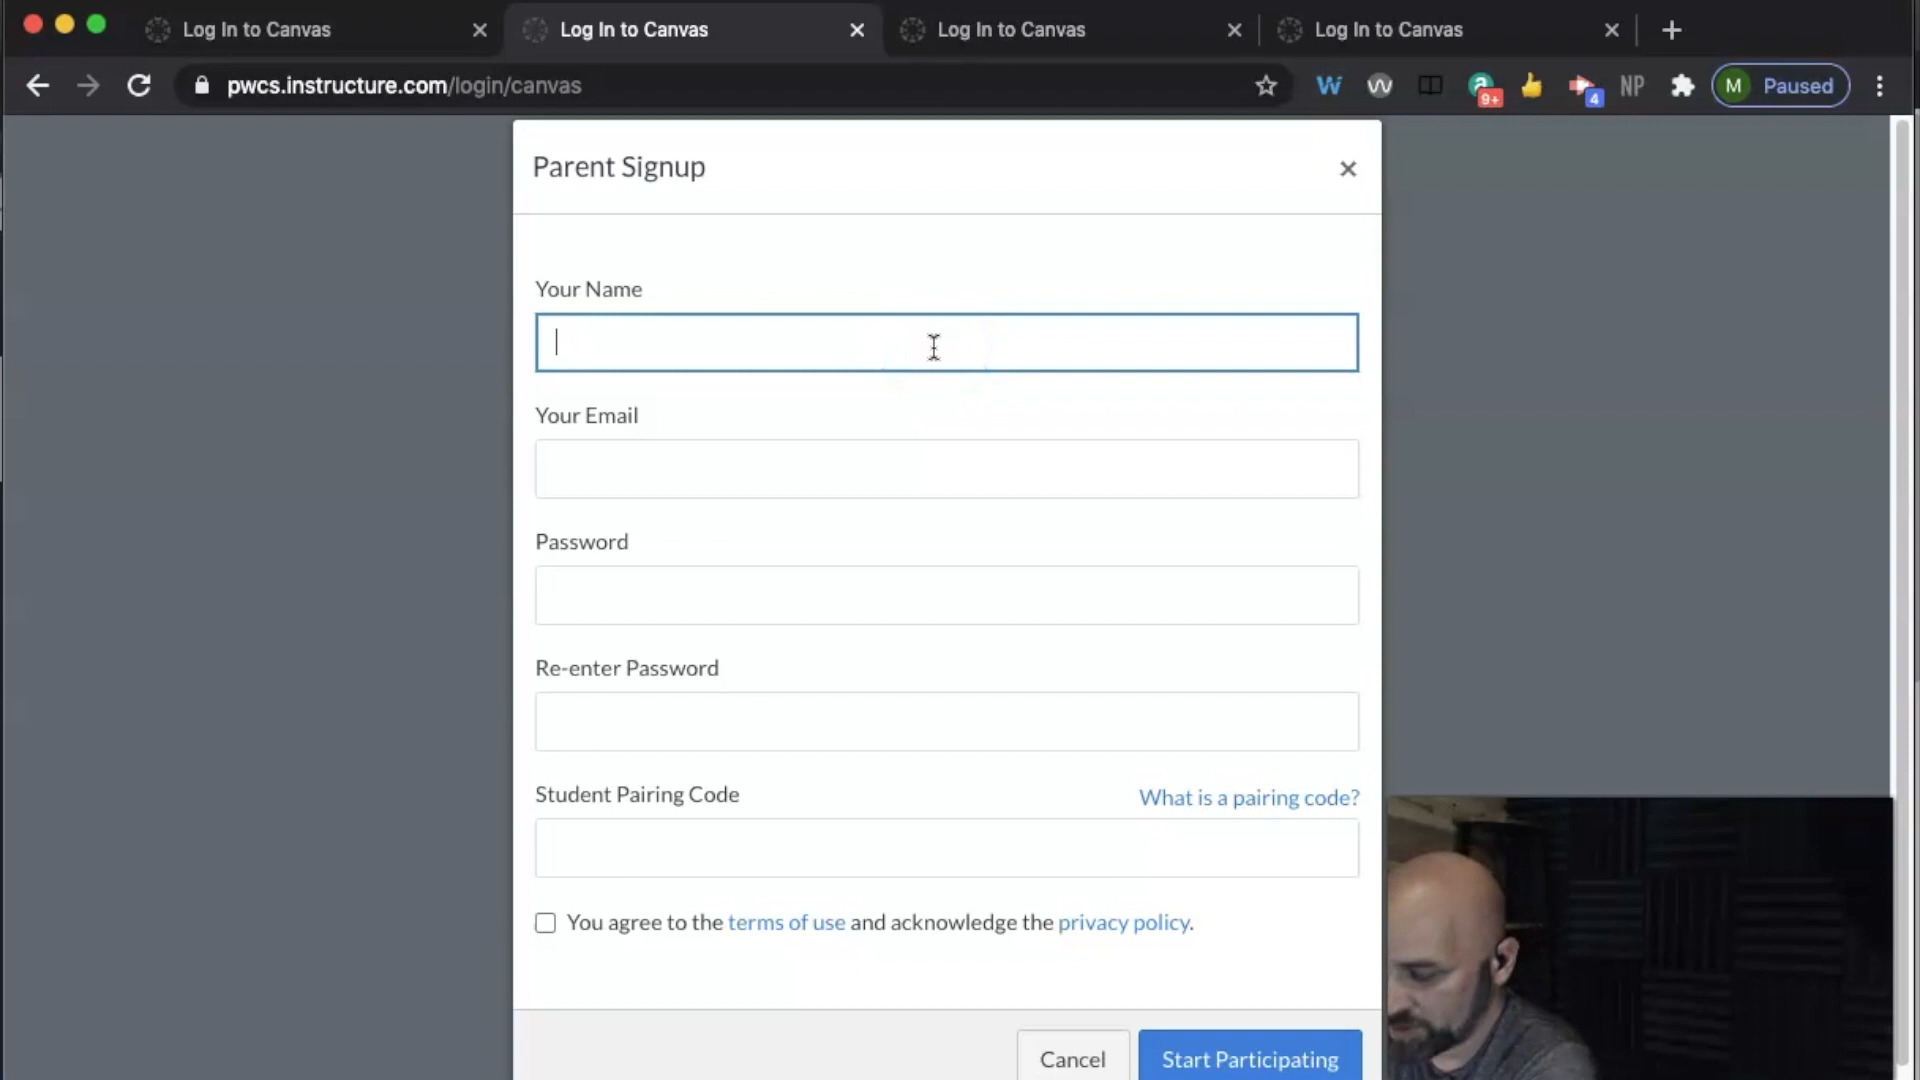 Log In to Canvas
Log In to Canvas
Log In to Canvas
Log In to Canvas
pwcs.instructure.com/login/canvas
W
a
9+
4
NP
M
Paused
Parent Signup
Your Name
Your Email
Password
Re-enter Password
Student Pairing Code
What is a pairing code?
You agree to the terms of use and acknowledge the privacy policy.
Cancel
Start Participating